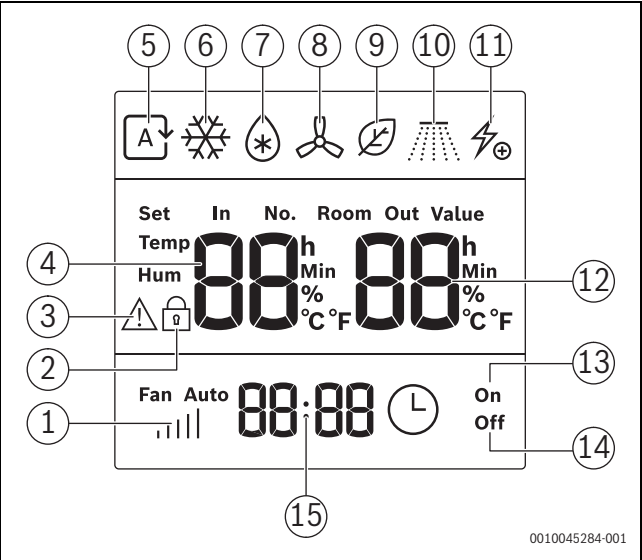 5 6 7 8 9 10 11
A
Set In No. Room Out Value
Temp 88 h 88 h
4 Hum Min Min 12
3 % %
°C °F °C °F
2
13
Fan Auto 88:88 On
1 Off
14
15
0010045284-001